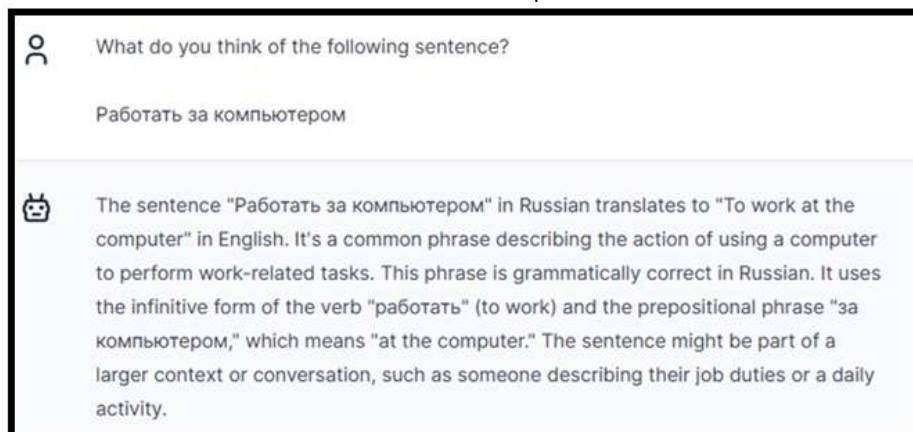 What do you think of the following sentence?
Работать за компьютером
The sentence "Работать за компьютером" in Russian translates to "To work at the
computer" in English. It's a common phrase describing the action of using a computer
to perform work-related tasks. This phrase is grammatically correct in Russian. It uses
the infinitive form of the verb "работать" (to work) and the prepositional phrase "за
компьютером," which means "at the computer." The sentence might be part of a
larger context or conversation, such as someone describing their job duties or a daily
activity.